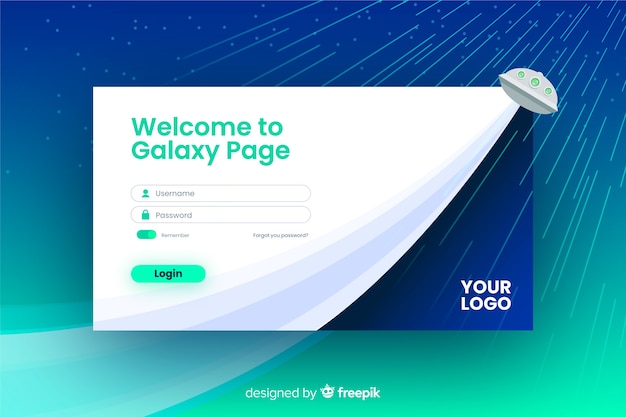 Welcome to
Galaxy Page
Username
Password
Remember
Forgot you password?
Login
YOUR
LOGO
designed by freepik